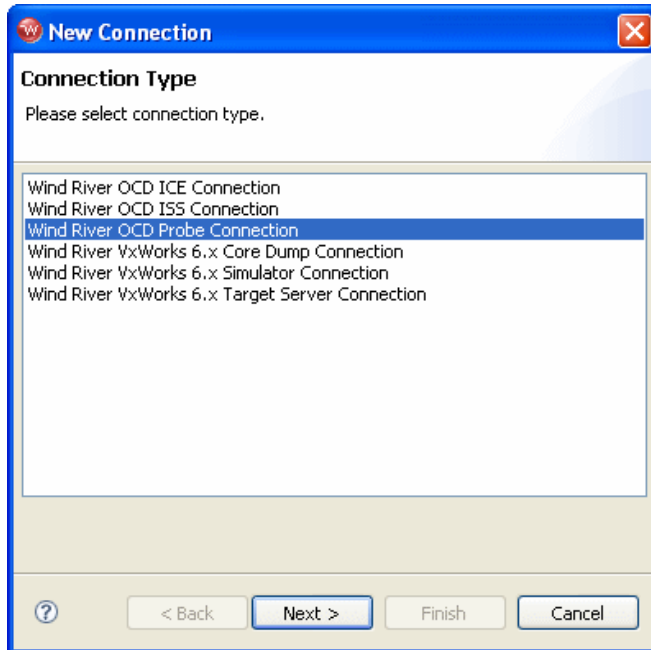 New Connection
Connection Type
Please select connection type.
Wind River OCD ICE Connection
Wind River OCD ISS Connection
Wind River OCD Probe Connection
Wind River VxWorks 6.x Core Dump Connection
Wind River VxWorks 6.x Simulator Connection
Wind River VxWorks 6.x Target Server Connection
? < Back Next > Finish Cancel